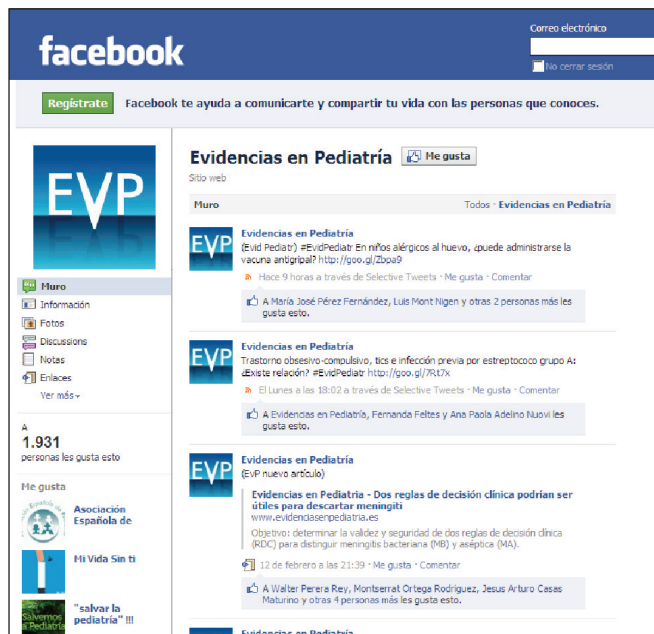 facebook
Correo electrónico
No cerrar sesión
Regístrate
Facebook te ayuda a comunicarte y compartir tu vida con las personas que conoces.
EVP
Evidencias en Pediatría
Me gusta
Sitio web
Muro
Todos · Evidencias en Pediatría
Muro
Información
Fotos
Discussions
Notas
Enlaces
Ver más
A
1.931
personas les gusta esto
Me gusta
Asociación
Española de
Mi Vida Sin ti
Salvemos
a Pediatría
"salvar la
pediatría" !!!
EVP
Evidencias en Pediatría
(Evid Pediatr) #EvidPediatr En niños alérgicos al huevo, ¿puede administrarse la
vacuna antigripal? http://goo.gl/Zbpa9
Hace 9 horas a través de Selective Tweets · Me gusta · Comentar
A María José Pérez Fernández, Luis Mont Nigen y otras 2 personas más les
gusta esto.
EVP
Evidencias en Pediatría
Trastorno obsesivo-compulsivo, tics e infección previa por estreptococo grupo A:
¿Existe relación? #EvidPediatr http://goo.gl/7Rt7x
El Lunes a las 18:02 a través de Selective Tweets · Me gusta · Comentar
A Evidencias en Pediatría, Fernanda Feltes y Ana Paola Adelino Nuovi les
gusta esto.
EVP
Evidencias en Pediatría
(EvP nuevo artículo)
Evidencias en Pediatria - Dos reglas de decisión clínica podrían ser
útiles para descartar meningiti
www.evidenciasenpediatria.es
Objetivo: determinar la validez y seguridad de dos reglas de decisión clínica
(RDC) para distinguir meningitis bacteriana (MB) y aséptica (MA).
12 de febrero a las 21:39 · Me gusta · Comentar
A Walter Perera Rey, Montserrat Ortega Rodriguez, Jesus Arturo Casas
Maturino y otras 4 personas más les gusta esto.
Evidencias en Pediatría